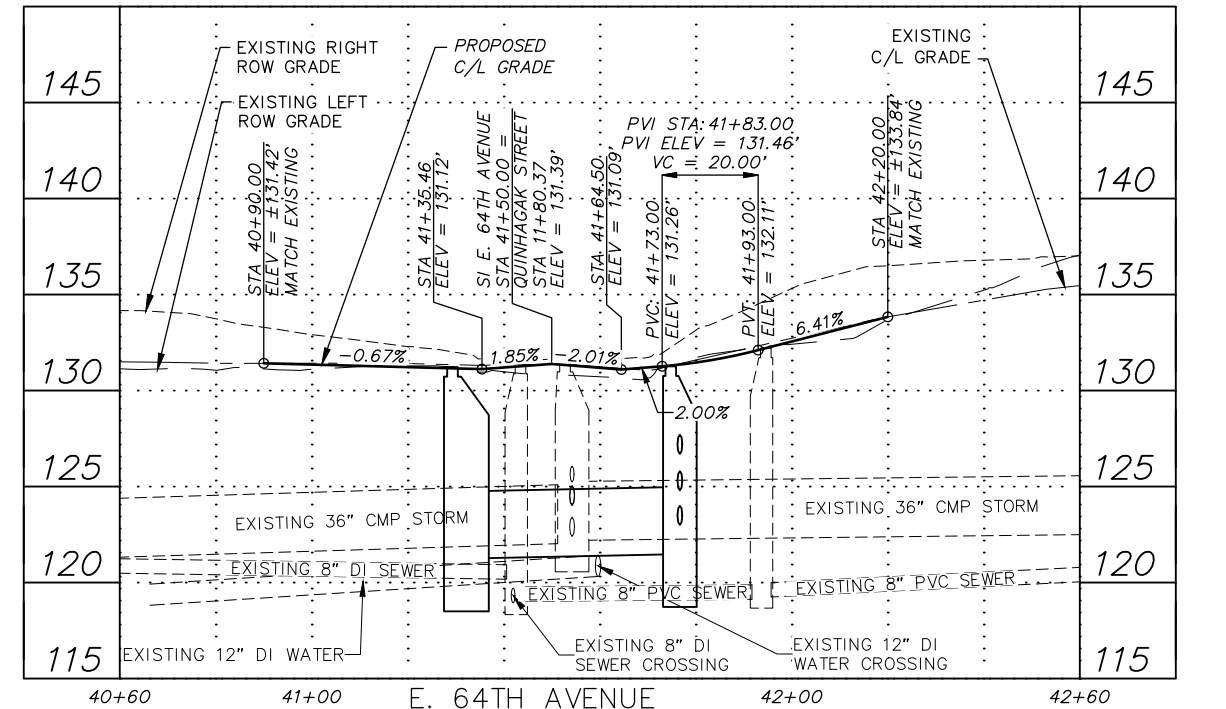 EXISTING RIGHT
ROW GRADE
EXISTING LEFT
ROW GRADE
PROPOSED
C/L GRADE
EXISTING
C/L GRADE
145
145
140
140
135
135
130
130
125
125
120
120
115
115
STA 40+90.00
ELEV = ±131.42'
MATCH EXISTING
STA 41+35.46
ELEV = 131.12'
SI E. 64TH AVENUE
STA 41+50.00 =
QUINHAGAK STREET
STA 11+80.37
ELEV = 131.39'
STA 41+64.50
ELEV = 131.09'
PVI STA: 41+83.00
PVI ELEV = 131.46'
VC = 20.00'
PVC: 41+73.00
ELEV = 131.26'
PVT: 41+93.00
ELEV = 132.11'
STA 42+20.00
ELEV = ±133.84'
MATCH EXISTING
-0.67%
1.85%
-2.01%
2.00%
6.41%
EXISTING 36" CMP STORM
EXISTING 36" CMP STORM
EXISTING 8" DI SEWER
EXISTING 8" PVC SEWER
EXISTING 8" PVC SEWER
EXISTING 12" DI WATER
EXISTING 8" DI
SEWER CROSSING
EXISTING 12" DI
WATER CROSSING
40+60
41+00
E. 64TH AVENUE
42+00
42+60